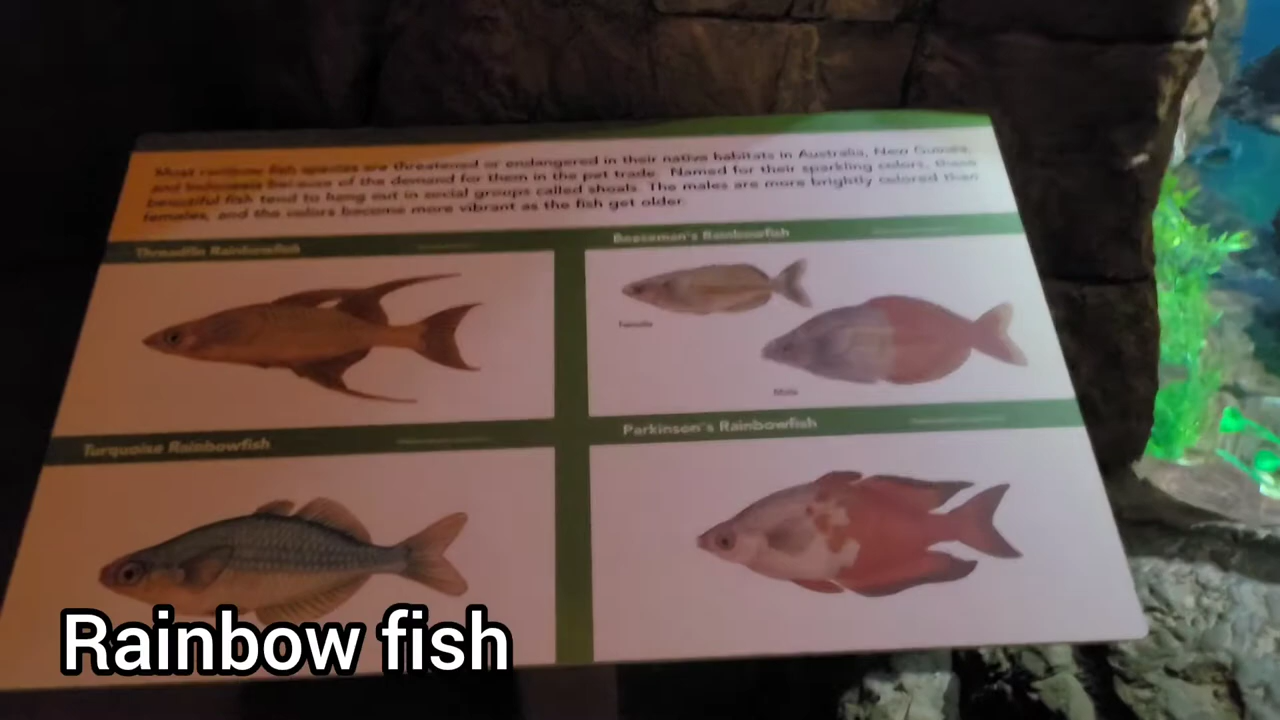 Most rainbow fish species are threatened or endangered in their native habitats in Australia, New Guinea,
and Indonesia because of the demand for them in the pet trade. Named for their sparkling colors, these
beautiful fish tend to hang out in social groups called shoals. The males are more brightly colored than
females, and the colors become more vibrant as the fish get older.
Threadfin Rainbowfish
Boeseman's Rainbowfish
Female
Male
Turquoise Rainbowfish
Parkinson's Rainbowfish
Rainbow fish